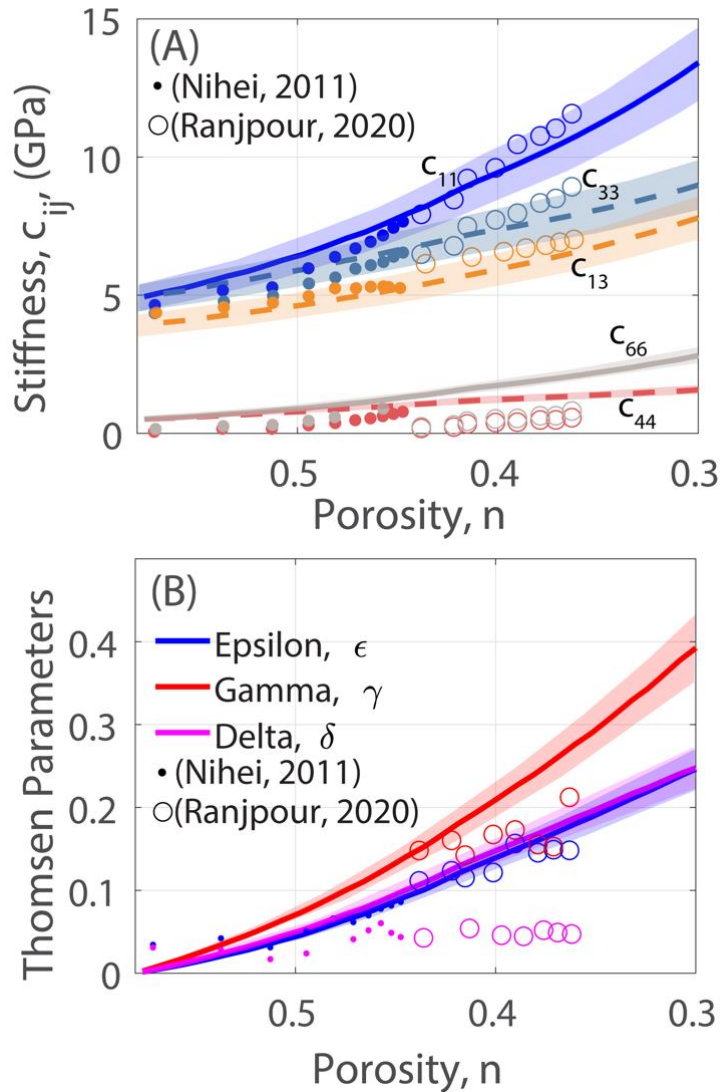 15
(A)
• (Nihei, 2011)
○ (Ranjpour, 2020)
10
c11
c33
c13
5
c66
c44
0
Stiffness, cij, (GPa)
0.5 0.4 0.3
Porosity, n
(B)
Epsilon, ϵ
0.4
Gamma, γ
Delta, δ
0.3
• (Nihei, 2011)
○ (Ranjpour, 2020)
0.2
0.1
0
Thomsen Parameters
0.5 0.4 0.3
Porosity, n